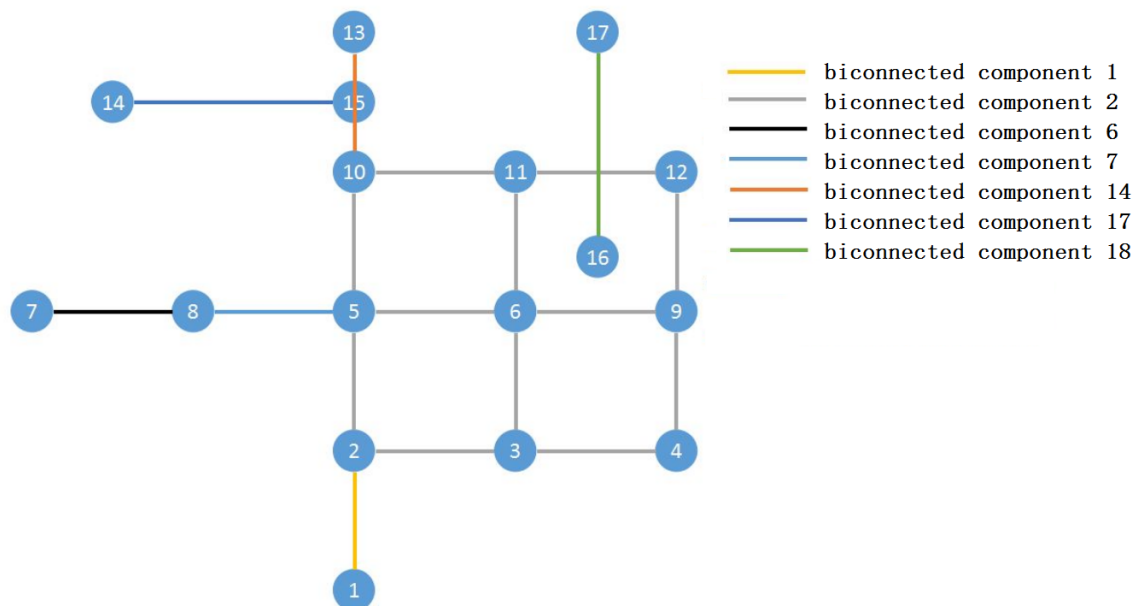 13
17
14
15
10
11
12
16
7
8
5
6
9
2
3
4
1
biconnected component 1
biconnected component 2
biconnected component 6
biconnected component 7
biconnected component 14
biconnected component 17
biconnected component 18